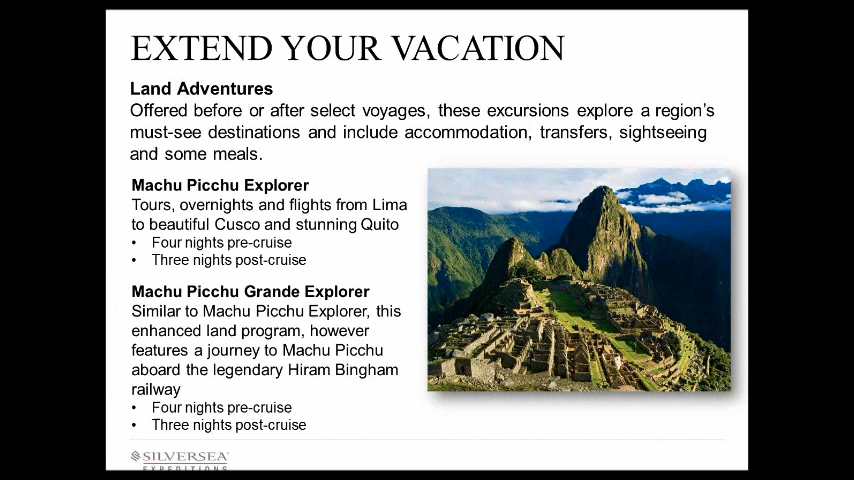 EXTEND YOUR VACATION
Land Adventures
Offered before or after select voyages, these excursions explore a region's
must-see destinations and include accommodation, transfers, sightseeing
and some meals.
Machu Picchu Explorer
Tours, overnights and flights from Lima
to beautiful Cusco and stunning Quito
• Four nights pre-cruise
• Three nights post-cruise
Machu Picchu Grande Explorer
Similar to Machu Picchu Explorer, this
enhanced land program, however
features a journey to Machu Picchu
aboard the legendary Hiram Bingham
railway
• Four nights pre-cruise
• Three nights post-cruise
SILVERSEA
EXPEDITIONS